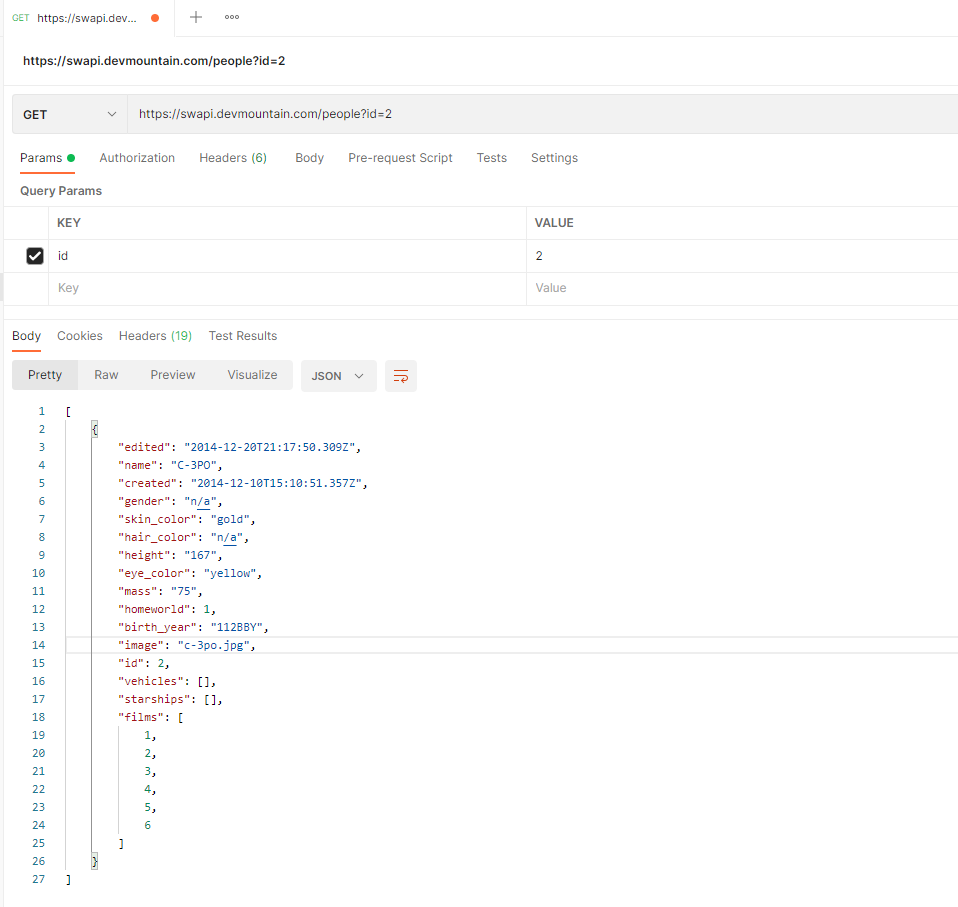 GET https://swapi.dev...
https://swapi.devmountain.com/people?id=2
GET https://swapi.devmountain.com/people?id=2
Params Authorization Headers (6) Body Pre-request Script Tests Settings
Query Params
KEY VALUE
id 2
Key Value
Body Cookies Headers (19) Test Results
Pretty Raw Preview Visualize JSON
1 [
2 {
3 "edited": "2014-12-20T21:17:50.309Z",
4 "name": "C-3PO",
5 "created": "2014-12-10T15:10:51.357Z",
6 "gender": "n/a",
7 "skin_color": "gold",
8 "hair_color": "n/a",
9 "height": "167",
10 "eye_color": "yellow",
11 "mass": "75",
12 "homeworld": 1,
13 "birth_year": "112BBY",
14 "image": "c-3po.jpg",
15 "id": 2,
16 "vehicles": [],
17 "starships": [],
18 "films": [
19 1,
20 2,
21 3,
22 4,
23 5,
24 6
25 ]
26 }
27 ]